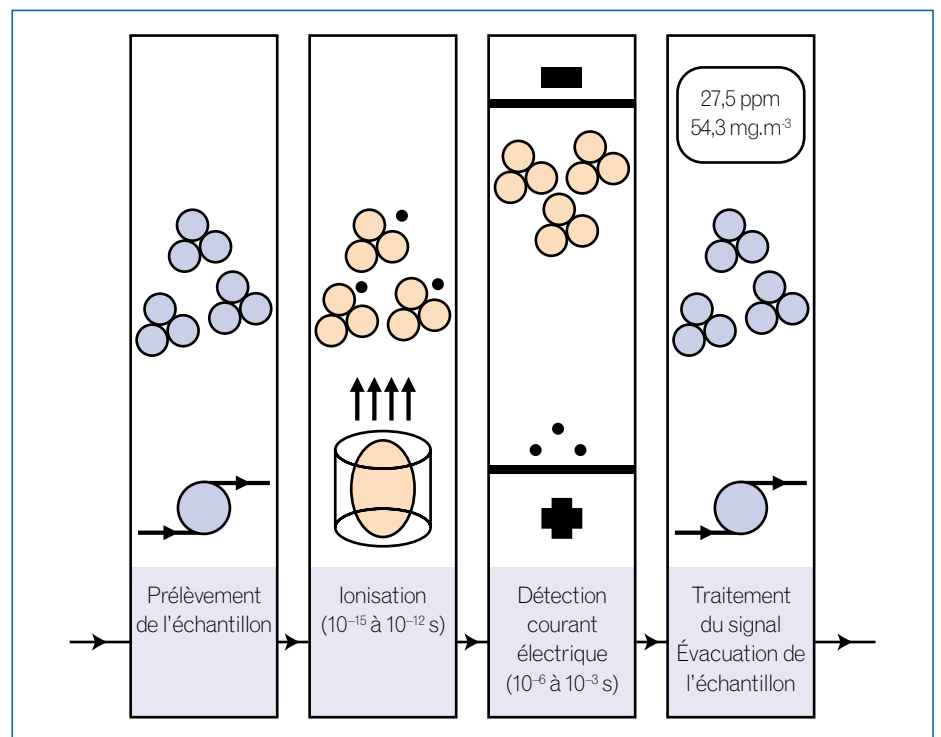 27,5 ppm
54,3 mg.m⁻³
Prélèvement
de l’échantillon
Ionisation
(10⁻¹⁵ à 10⁻¹² s)
Détection
courant
électrique
(10⁻⁶ à 10⁻³ s)
Traitement
du signal
Évacuation de
l’échantillon